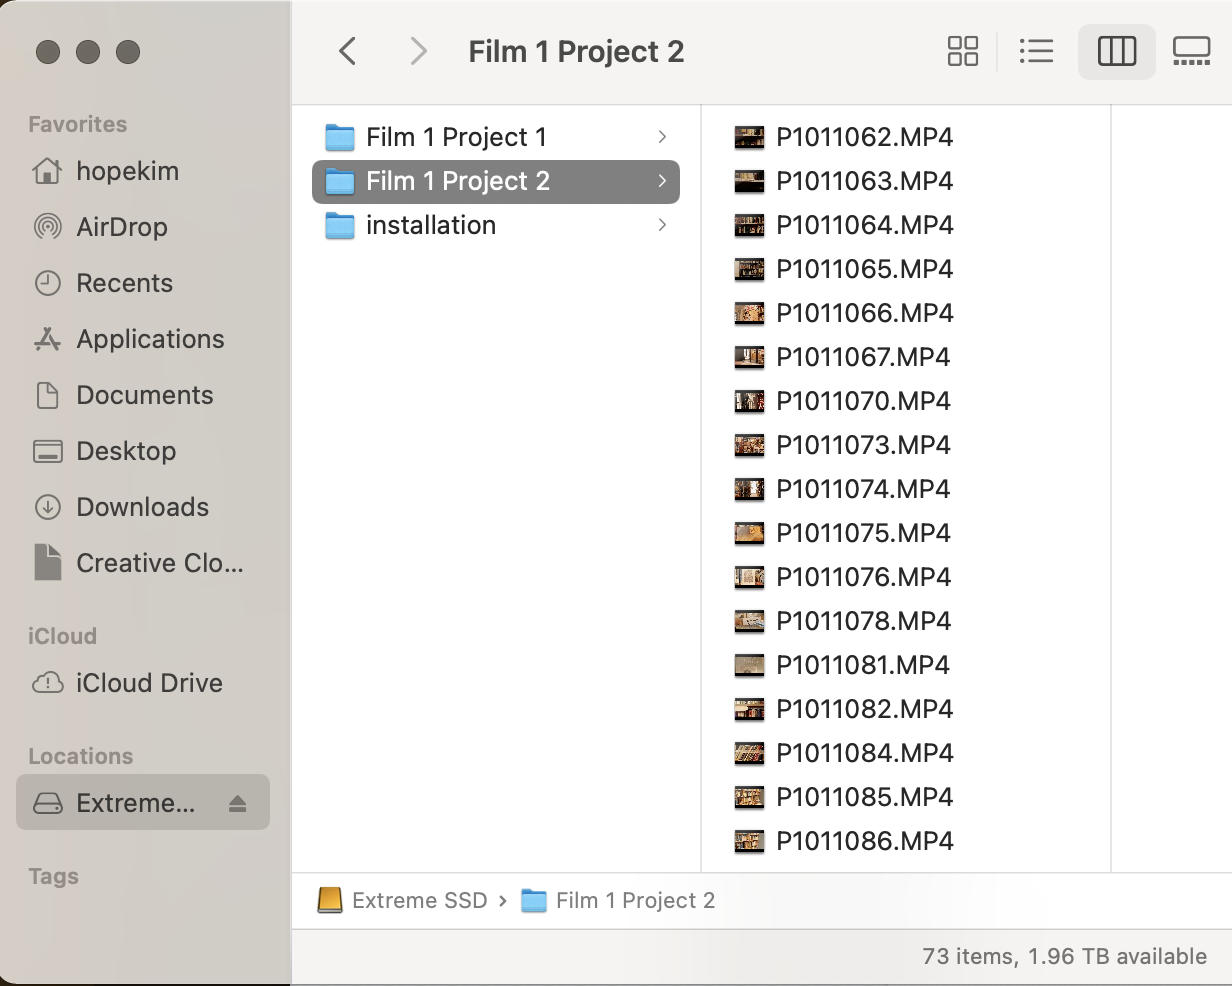 Film 1 Project 2
Favorites
hopekim
AirDrop
Recents
Applications
Documents
Desktop
Downloads
Creative Clo...
iCloud
iCloud Drive
Locations
Extreme...
Tags
Film 1 Project 1
Film 1 Project 2
installation
P1011062.MP4
P1011063.MP4
P1011064.MP4
P1011065.MP4
P1011066.MP4
P1011067.MP4
P1011070.MP4
P1011073.MP4
P1011074.MP4
P1011075.MP4
P1011076.MP4
P1011078.MP4
P1011081.MP4
P1011082.MP4
P1011084.MP4
P1011085.MP4
P1011086.MP4
Extreme SSD › Film 1 Project 2
73 items, 1.96 TB available